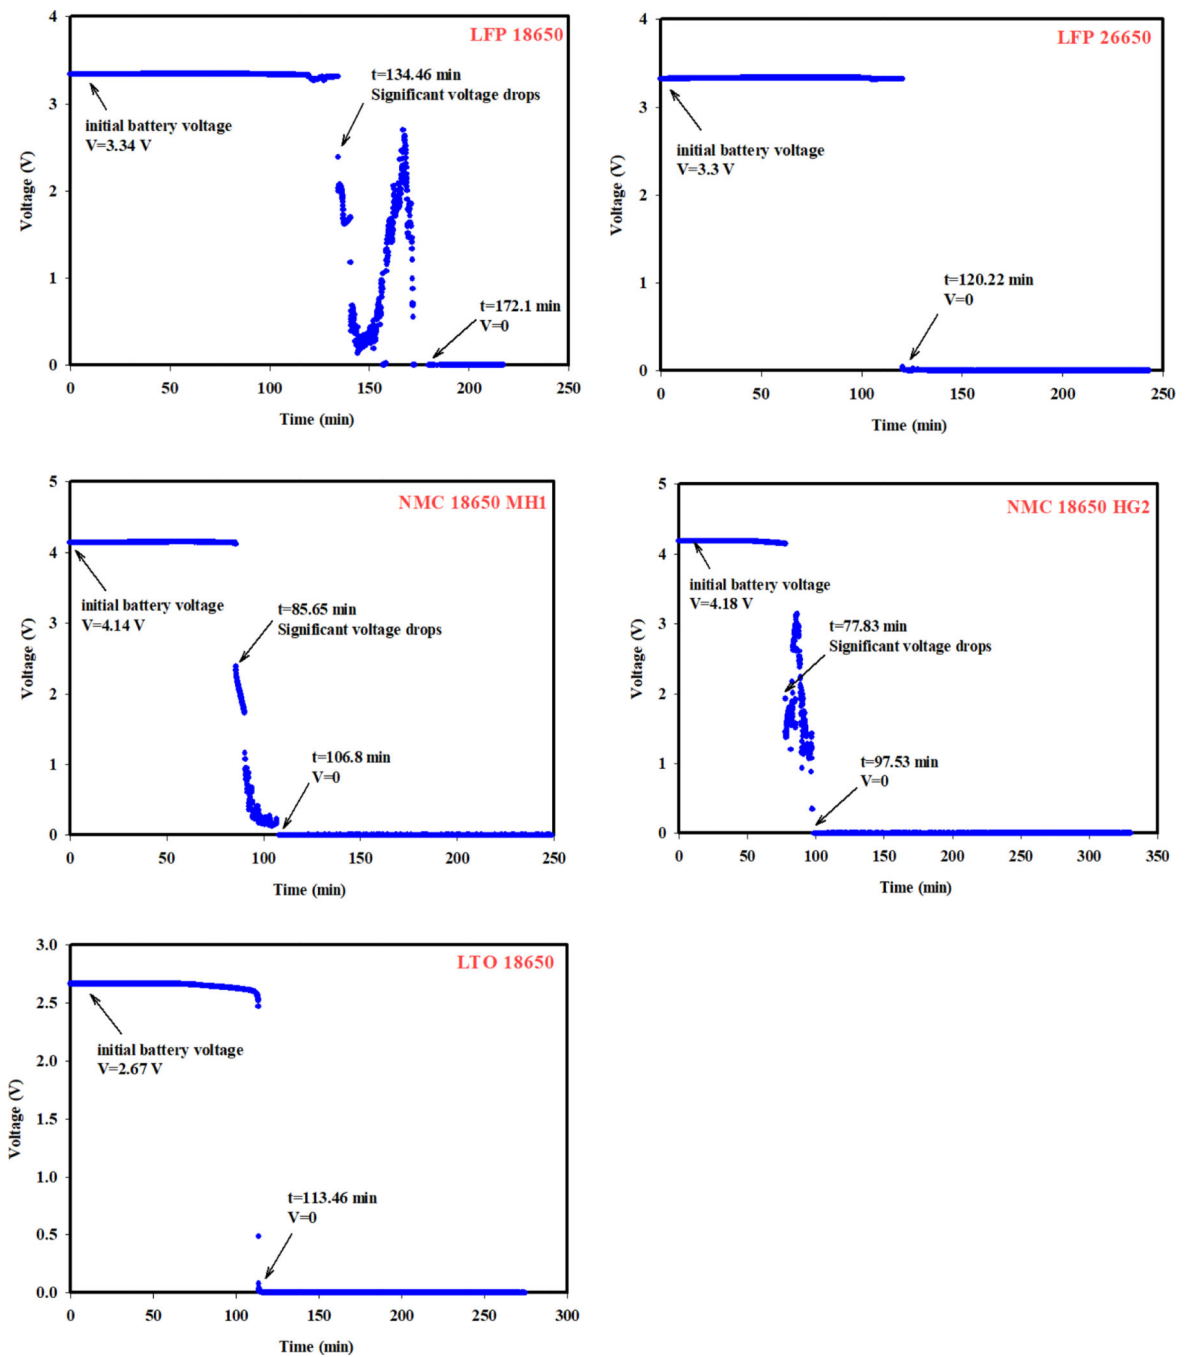 LFP 18650
4
3
2
1
0
Voltage (V)
initial battery voltage
V=3.34 V
t=134.46 min
Significant voltage drops
t=172.1 min
V=0
0 50 100 150 200 250
Time (min)
LFP 26650
4
3
2
1
0
Voltage (V)
initial battery voltage
V=3.3 V
t=120.22 min
V=0
0 50 100 150 200 250
Time (min)
NMC 18650 MH1
5
4
3
2
1
0
Voltage (V)
initial battery voltage
V=4.14 V
t=85.65 min
Significant voltage drops
t=106.8 min
V=0
0 50 100 150 200 250
Time (min)
NMC 18650 HG2
5
4
3
2
1
0
Voltage (V)
initial battery voltage
V=4.18 V
t=77.83 min
Significant voltage drops
t=97.53 min
V=0
0 50 100 150 200 250 300 350
Time (min)
LTO 18650
3.0
2.5
2.0
1.5
1.0
0.5
0.0
Voltage (V)
initial battery voltage
V=2.67 V
t=113.46 min
V=0
0 50 100 150 200 250 300
Time (min)